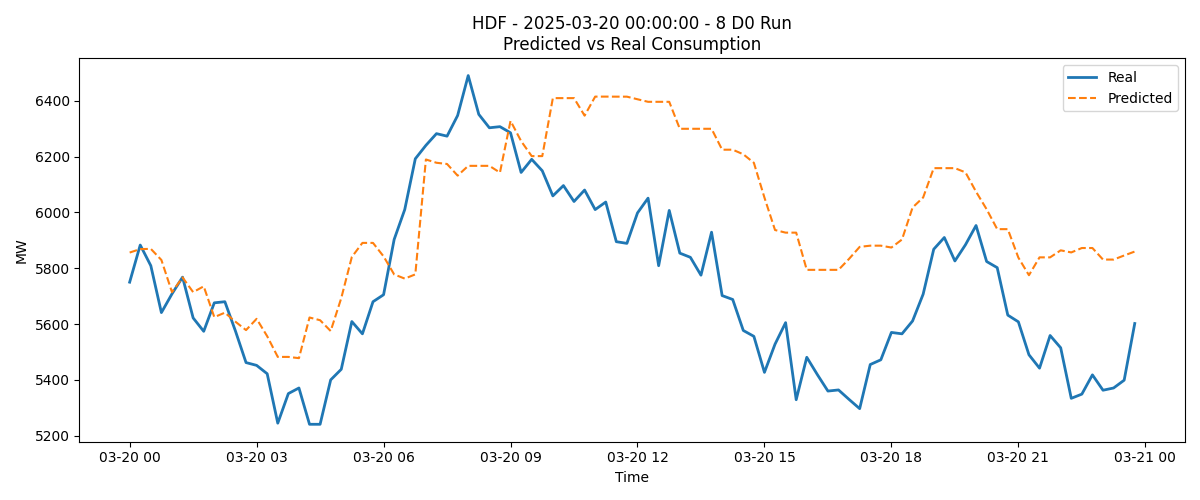 HDF - 2025-03-20 00:00:00 - 8 D0 Run
Predicted vs Real Consumption
Real
Predicted
MW
6400
6200
6000
5800
5600
5400
5200
03-20 00
03-20 03
03-20 06
03-20 09
03-20 12
03-20 15
03-20 18
03-20 21
03-21 00
Time